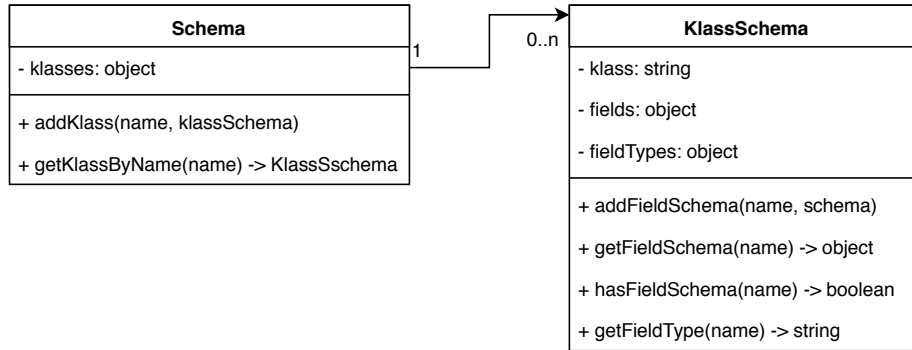 Schema
- klasses: object
+ addKlass(name, klassSchema)
+ getKlassByName(name) -> KlassSschema
1
0..n
KlassSchema
- klass: string
- fields: object
- fieldTypes: object
+ addFieldSchema(name, schema)
+ getFieldSchema(name) -> object
+ hasFieldSchema(name) -> boolean
+ getFieldType(name) -> string